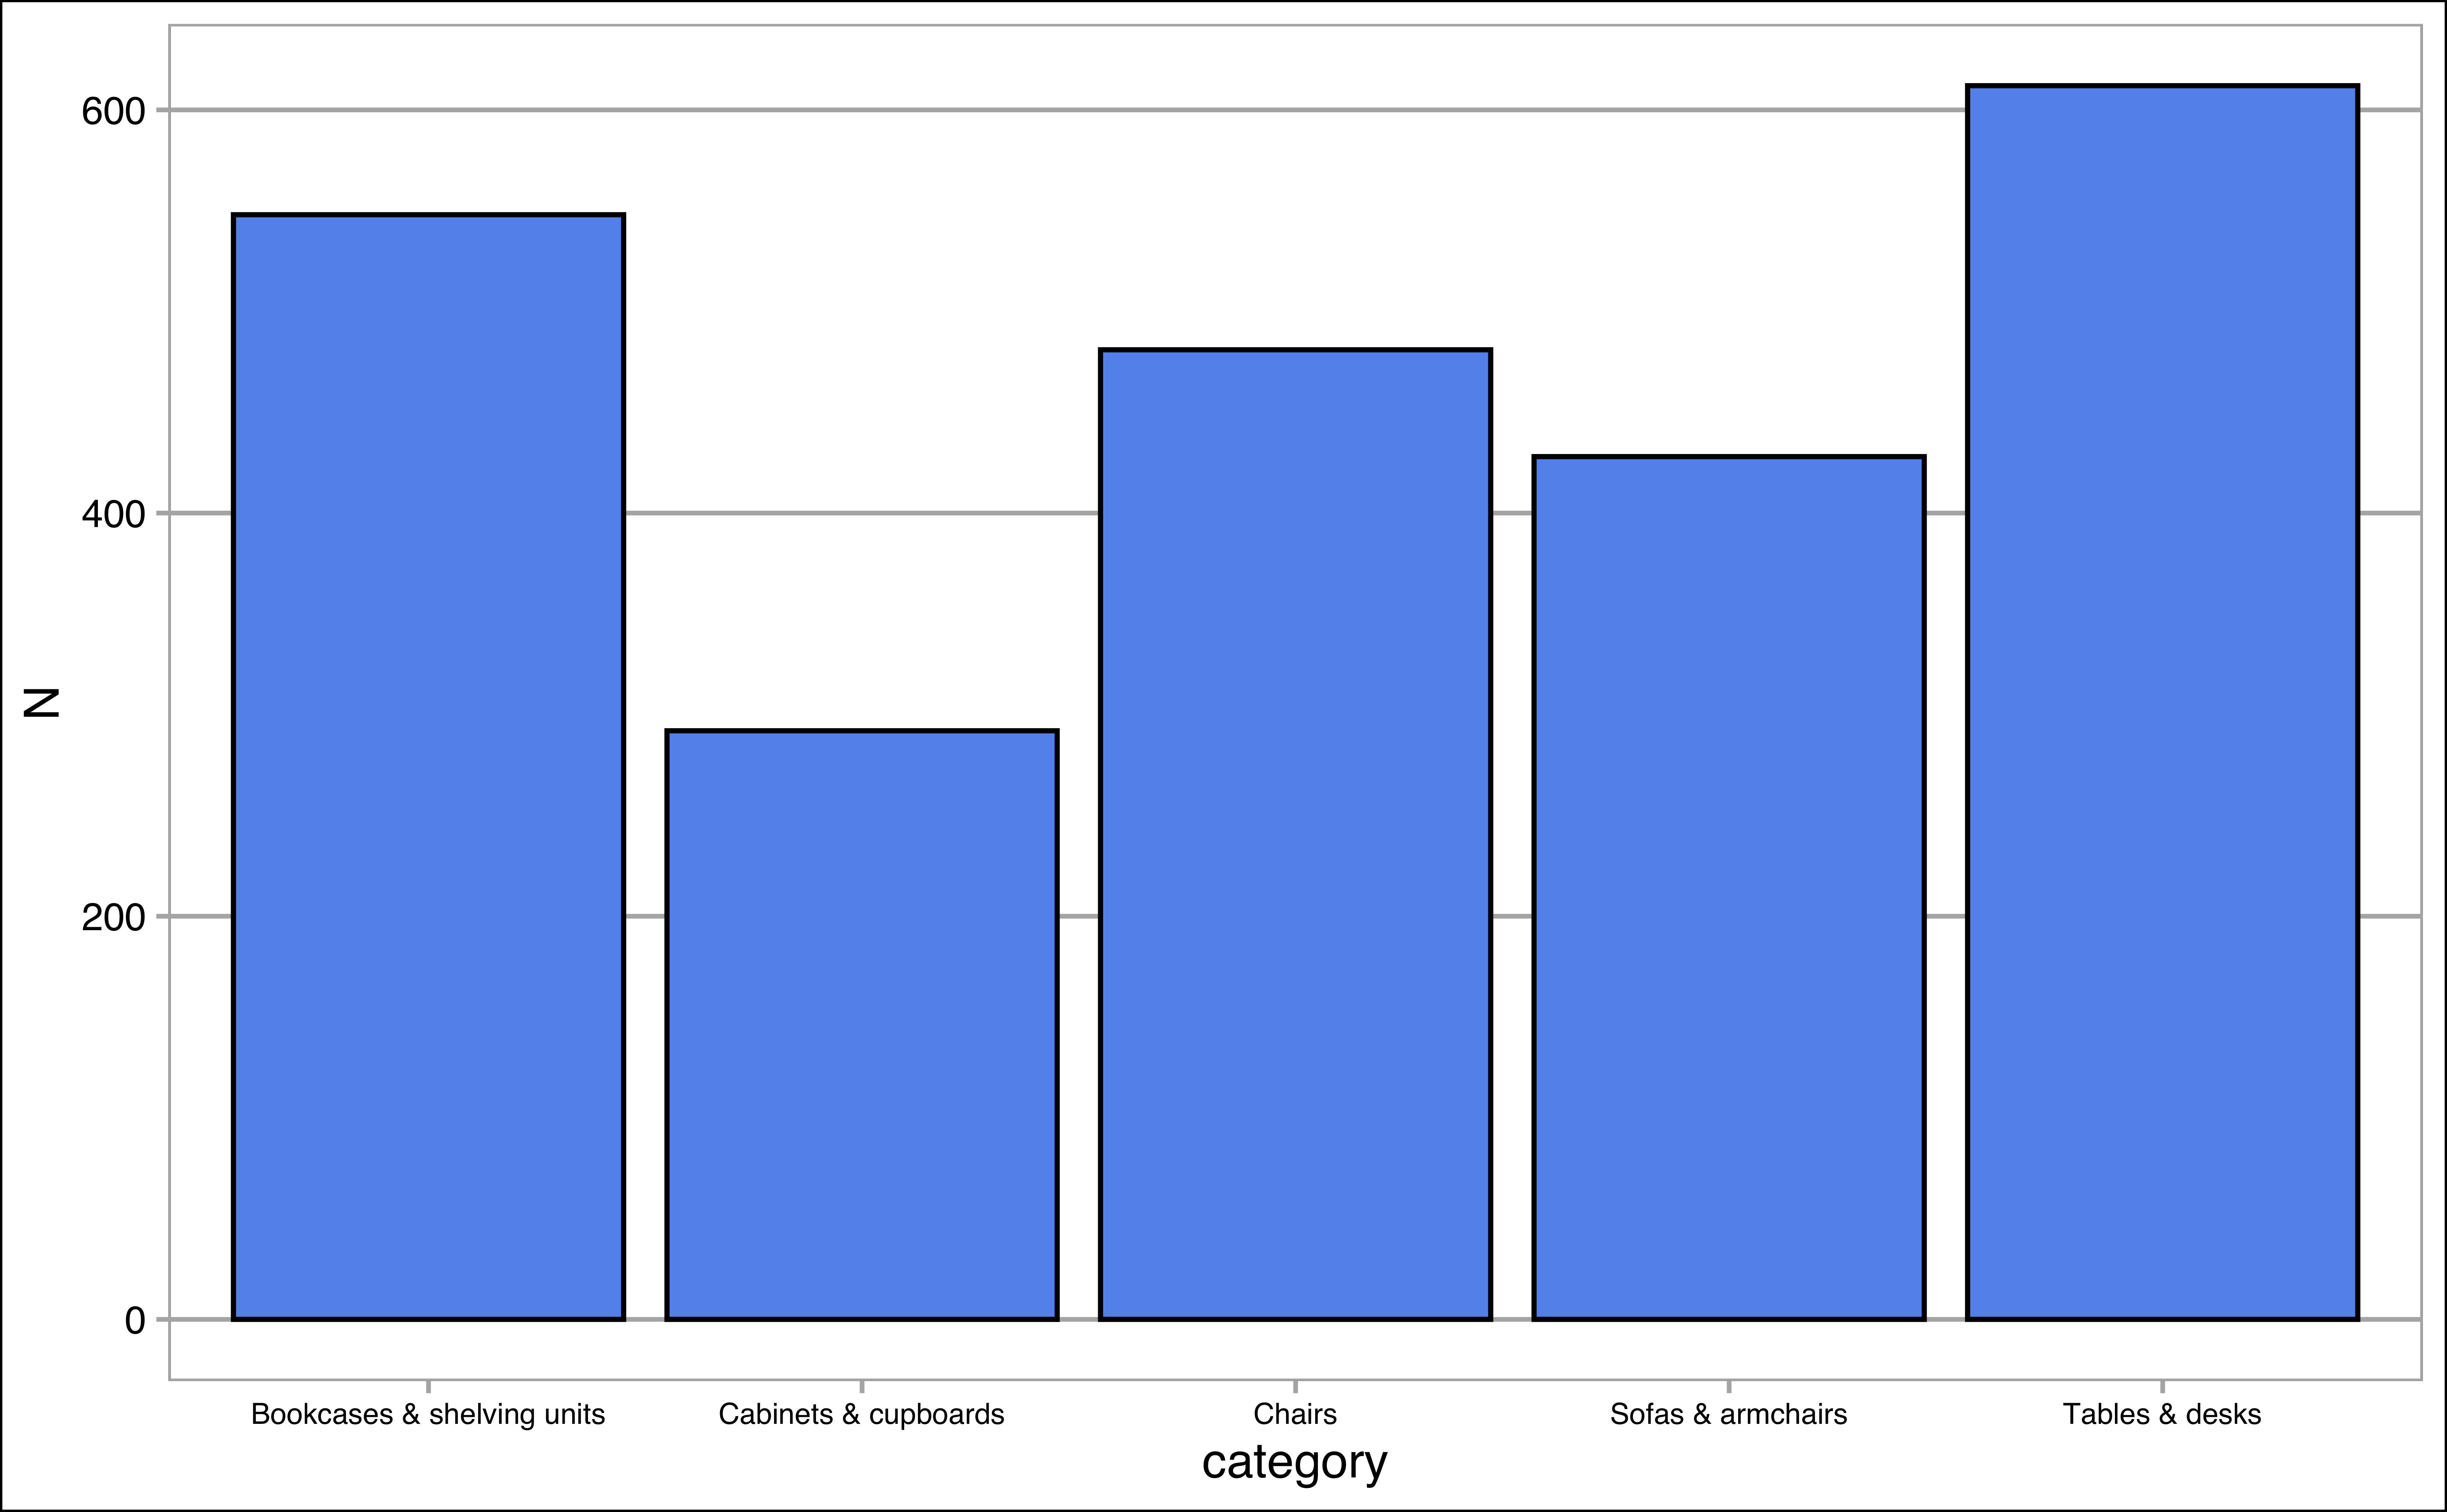 600
400
200
0
N
Bookcases & shelving units
Cabinets & cupboards
Chairs
Sofas & armchairs
Tables & desks
category